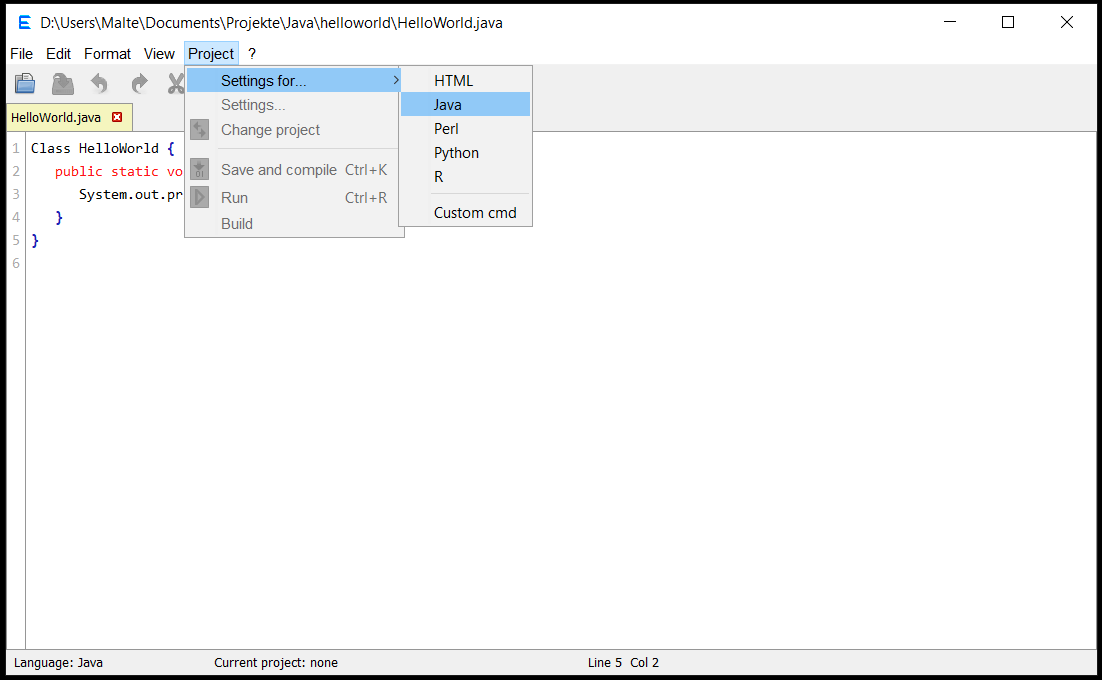 D:\Users\Malte\Documents\Projekte\Java\helloworld\HelloWorld.java
File Edit Format View Project ?
Settings for...
Settings...
Change project
Save and compile Ctrl+K
Run Ctrl+R
Build
HTML
Java
Perl
Python
R
Custom cmd
HelloWorld.java
1 Class HelloWorld {
2 public static vo
3 System.out.pr
4 }
5 }
6
Language: Java Current project: none Line 5 Col 2